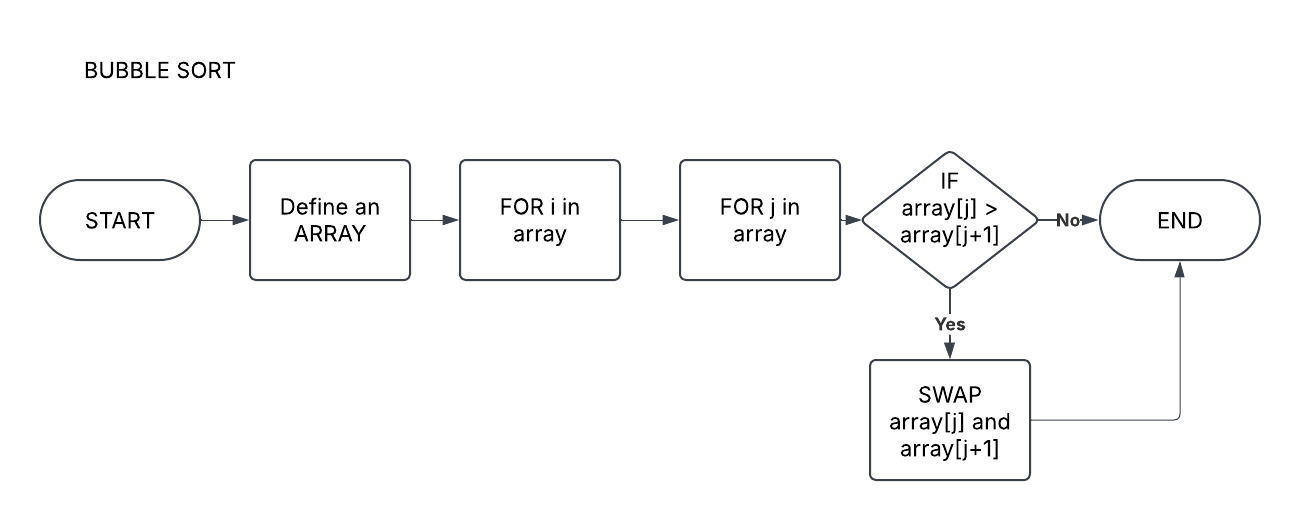 BUBBLE SORT
START
Define an
ARRAY
FOR i in
array
FOR j in
array
IF
array[j] >
array[j+1]
No
END
Yes
SWAP
array[j] and
array[j+1]